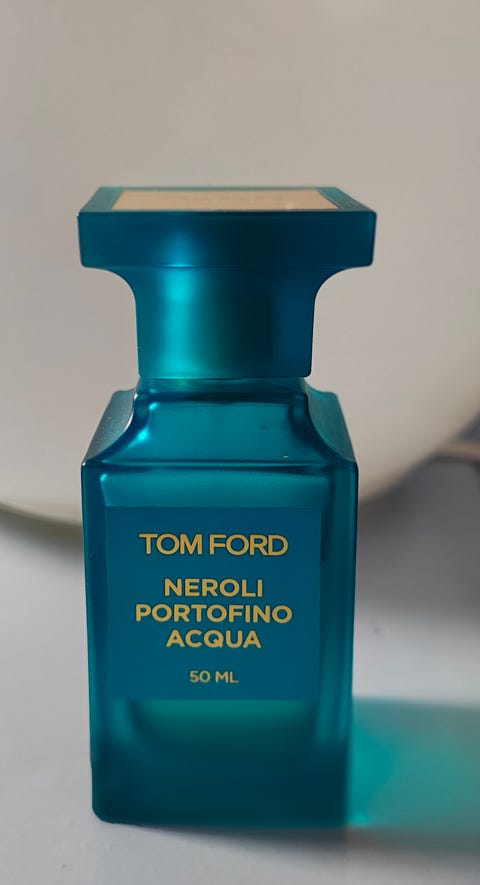 TOM FORD
NEROLI
PORTOFINO
ACQUA
50 ML